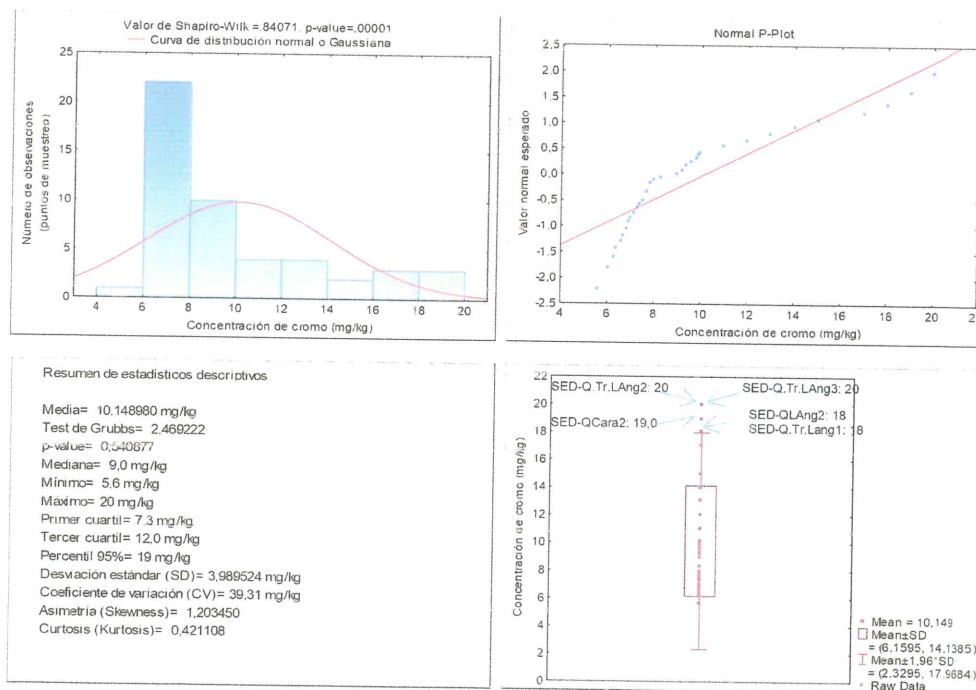 Valor de Shapiro-Wilk =.84071, p-value=,00001
Curva de distribución normal o Gaussiana
25
20
15
10
5
0
Número de observaciones
(puntos de muestreo)
4 6 8 10 12 14 16 18 20
Concentración de cromo (mg/kg)
Normal P-Plot
2.5
2.0
1.5
1.0
0.5
0.0
-0.5
-1.0
-1.5
-2.0
-2.5
Valor normal esperado
4 6 8 10 12 14 16 18 20 22
Concentración de cromo (mg/kg)
Resumen de estadísticos descriptivos
Media= 10,148980 mg/kg
Test de Grubbs= 2,469222
p-value= 0,540877
Mediana= 9,0 mg/kg
Mínimo= 5,6 mg/kg
Máximo= 20 mg/kg
Primer cuartil= 7,3 mg/kg
Tercer cuartil= 12,0 mg/kg
Percentil 95%= 19 mg/kg
Desviación estándar (SD)= 3,989524 mg/kg
Coeficiente de variación (CV)= 39,31 mg/kg
Asimetría (Skewness)= 1,203450
Curtosis (Kurtosis)= 0,421108
22
20
18
16
14
12
10
8
6
4
2
0
Concentración de cromo (mg/kg)
SED-Q.Tr.LAng2: 20
SED-Q.Tr.LAng3: 20
SED-QCara2: 19,0
SED-QLAng2: 18
SED-Q.Tr.Lang1: 18
Mean = 10,149
Mean±SD
= (6.1595, 14.1385)
Mean±1,96*SD
= (2.3295, 17.9684)
Raw Data